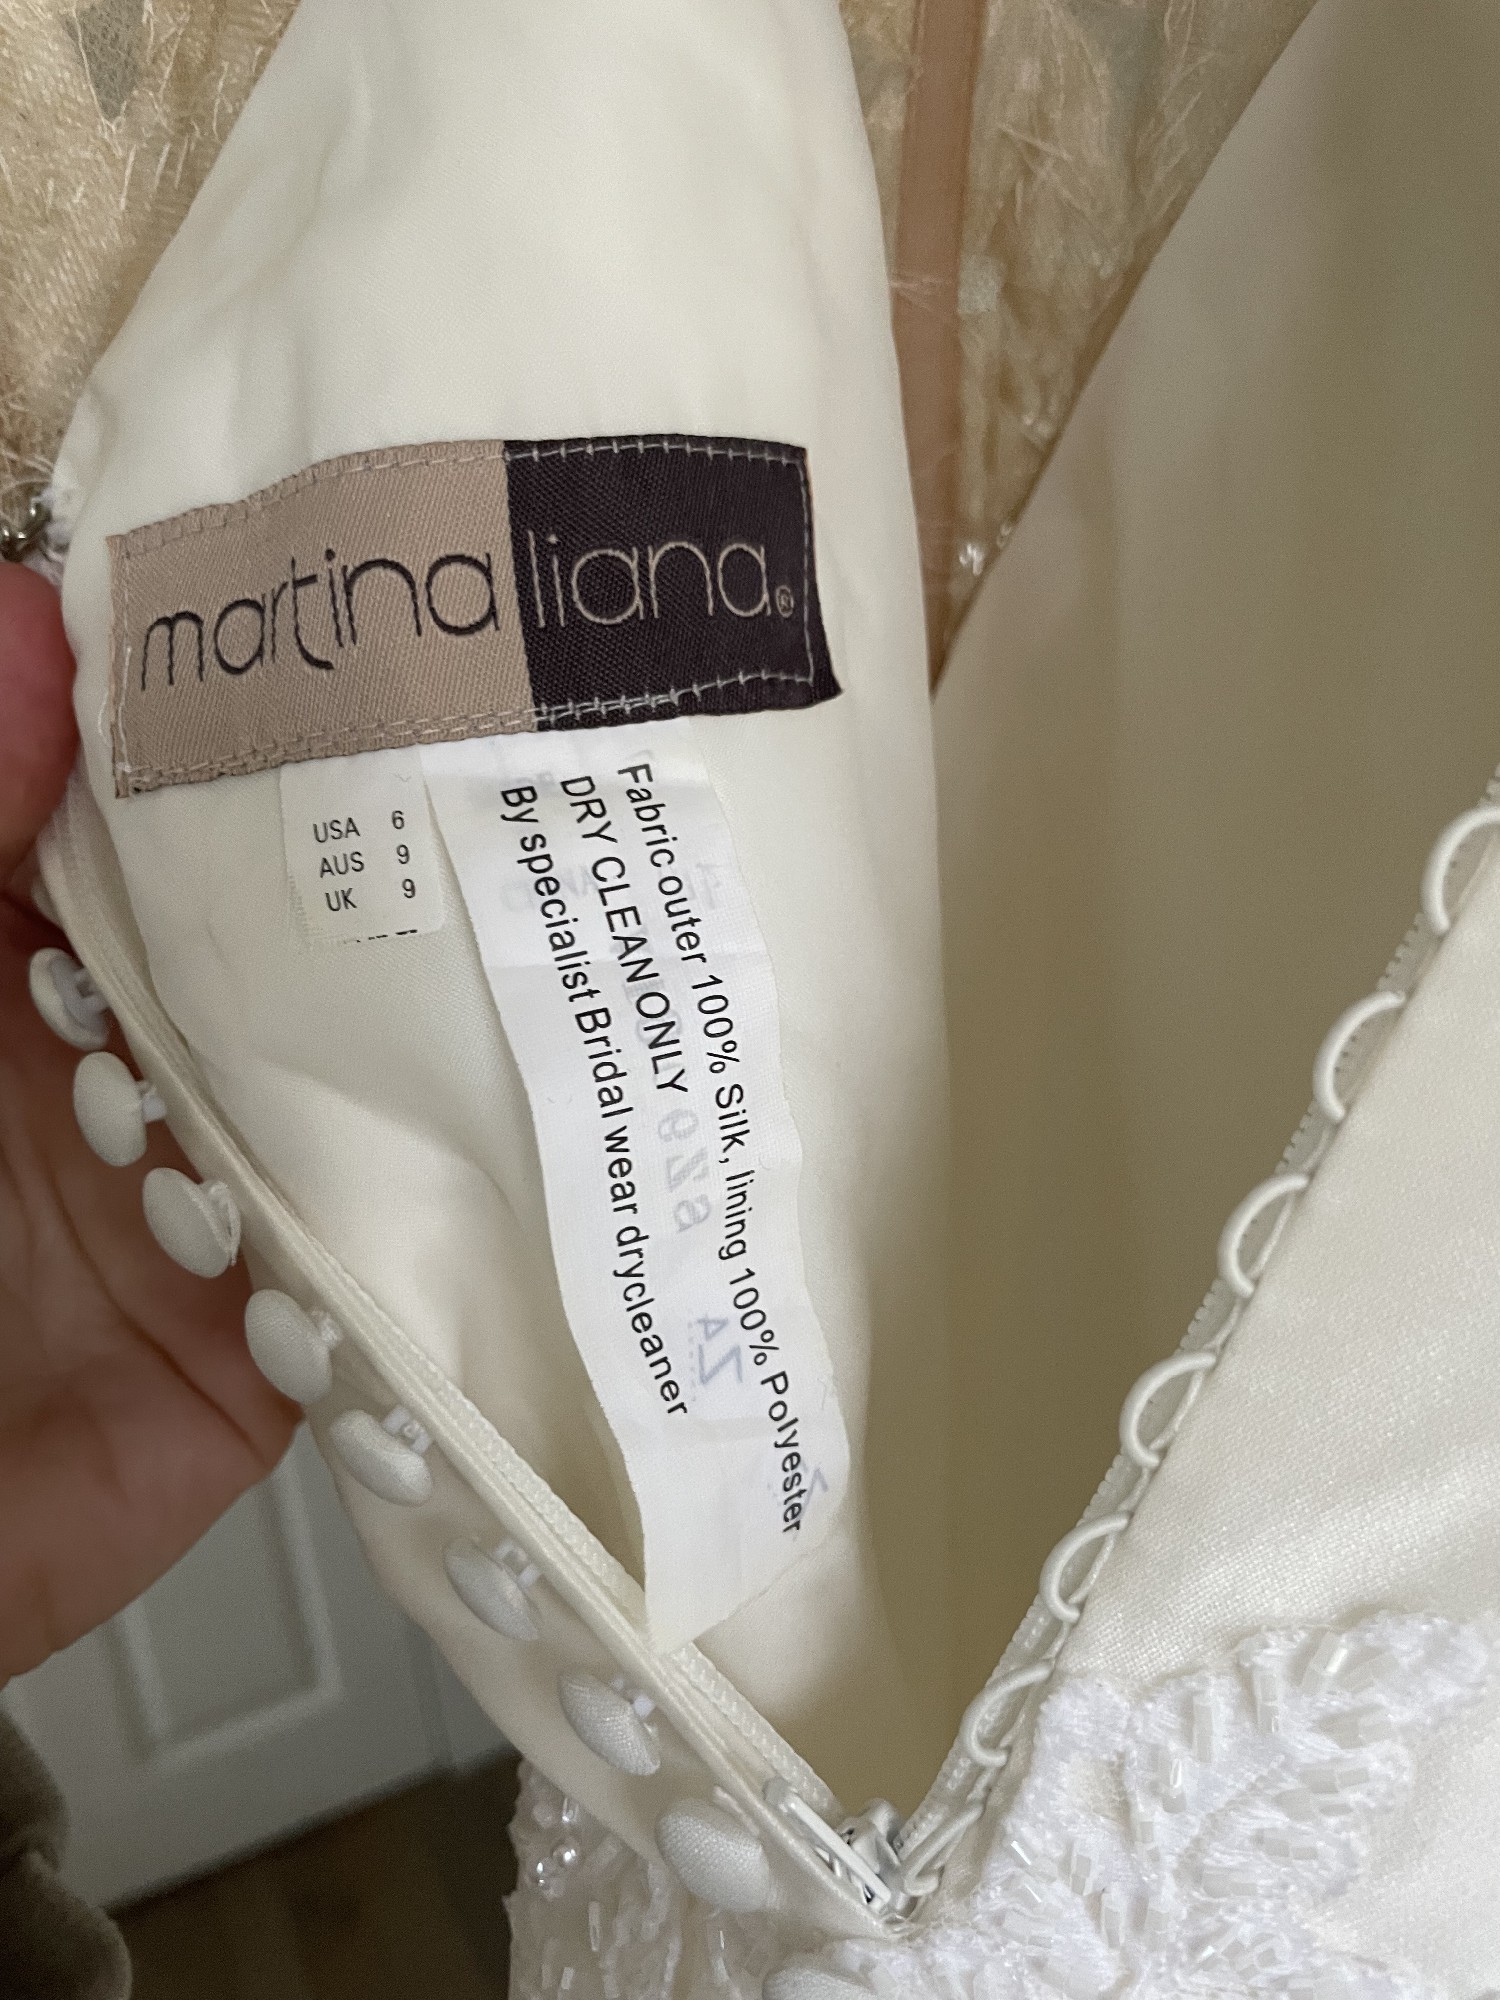 martina liana®
USA 6
AUS 9
UK 9
Fabric outer 100% Silk, lining 100% Polyester
DRY CLEAN ONLY
By specialist Bridal wear drycleaner